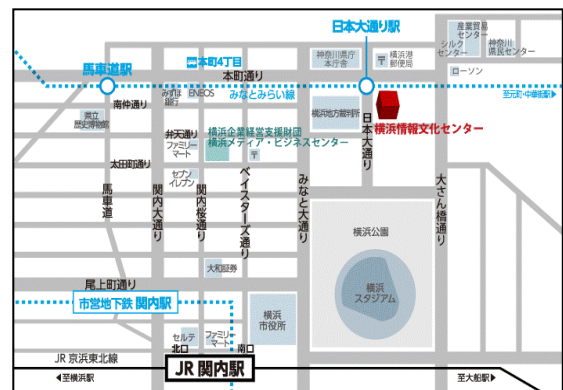 日本大通り駅
産業貿易
センター
シルク
センター
神奈川
県民センター
神奈川県庁
本庁舎
〒
横浜港
郵便局
本町4丁目
馬車道駅
本町通り
ローソン
みずほ
銀行
ENEOS
みなとみらい線
至元町・中華街▶
南仲通り
県立
歴史博物館
横浜地方裁判所
日本大通り
横浜情報文化センター
弁天通り
ファミリー
マート
横浜企業経営支援財団
横浜メディア・ビジネスセンター
〒
太田町通り
セブン
イレブン
馬車道
関内大通り
関内桜通り
ベイスターズ通り
みなと大通り
大さん橋通り
横浜公園
大和証券
横浜
スタジアム
尾上町通り
市営地下鉄 関内駅
横浜
市役所
セルテ
ファミリー
マート
北口
南口
JR 京浜東北線
JR 関内駅
◀至横浜駅
至大船駅▶